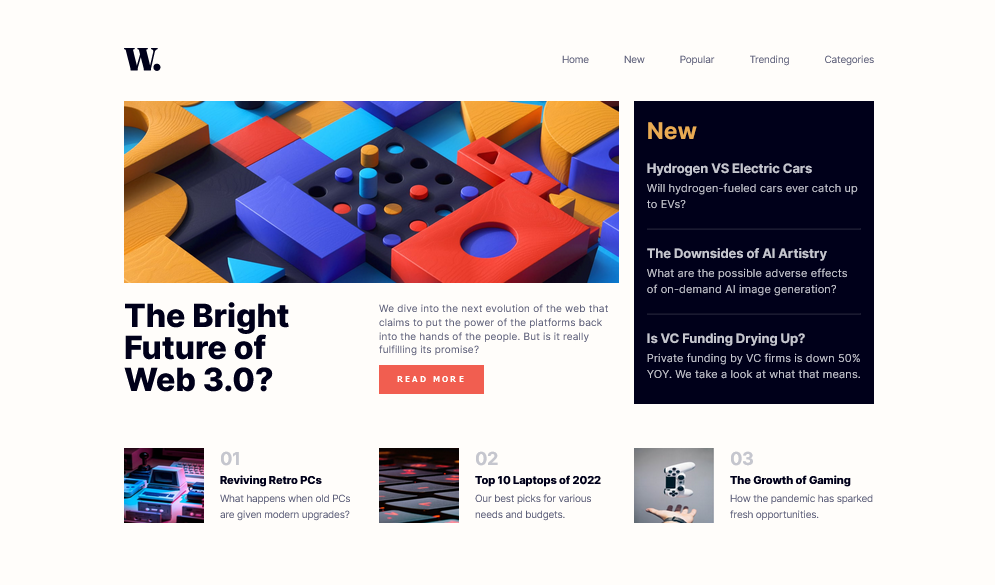 W.
Home New Popular Trending Categories
The Bright
Future of
Web 3.0?
We dive into the next evolution of the web that
claims to put the power of the platforms back
into the hands of the people. But is it really
fulfilling its promise?
READ MORE
New
Hydrogen VS Electric Cars
Will hydrogen-fueled cars ever catch up
to EVs?
The Downsides of AI Artistry
What are the possible adverse effects
of on-demand AI image generation?
Is VC Funding Drying Up?
Private funding by VC firms is down 50%
YOY. We take a look at what that means.
01
Reviving Retro PCs
What happens when old PCs
are given modern upgrades?
02
Top 10 Laptops of 2022
Our best picks for various
needs and budgets.
03
The Growth of Gaming
How the pandemic has sparked
fresh opportunities.